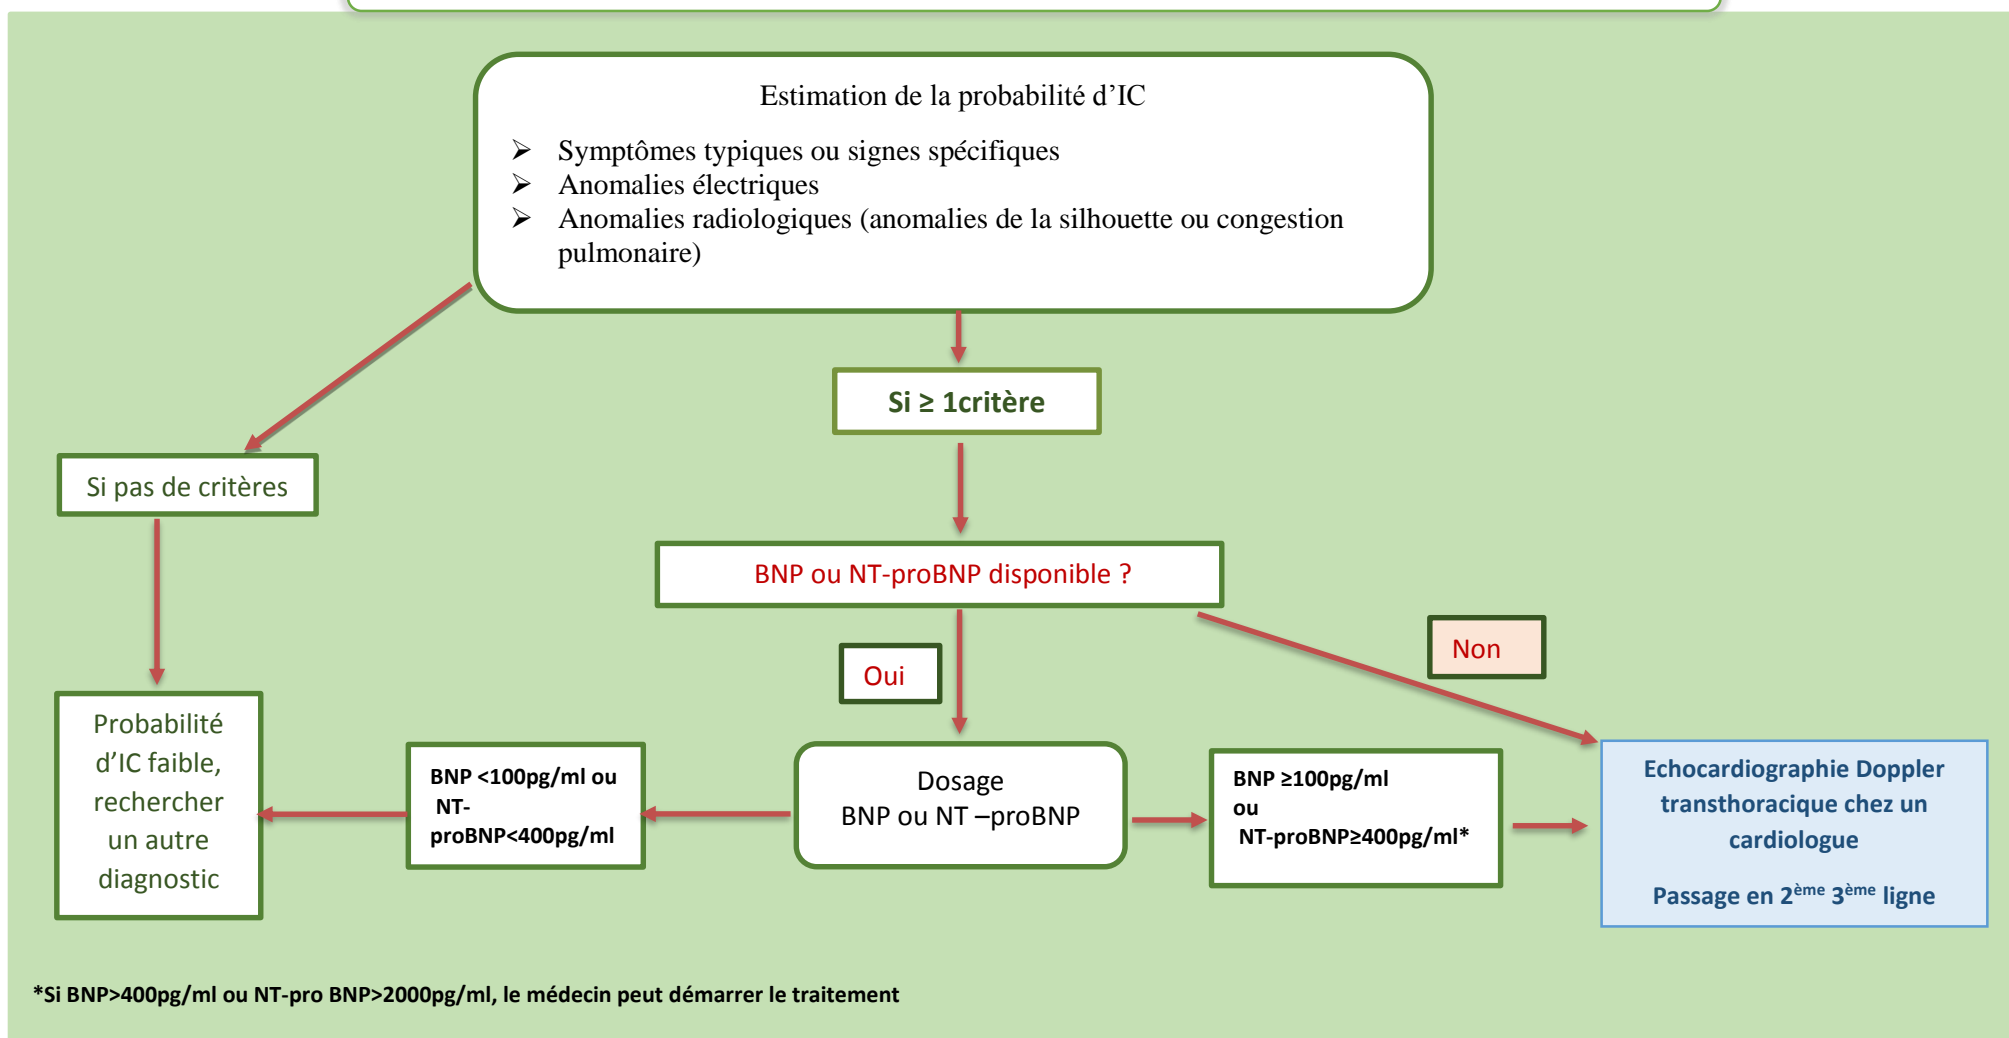 Estimation de la probabilité d’IC
➢ Symptômes typiques ou signes spécifiques
➢ Anomalies électriques
➢ Anomalies radiologiques (anomalies de la silhouette ou congestion
pulmonaire)
Si ≥ 1critère
Si pas de critères
BNP ou NT-proBNP disponible ?
Oui
Non
Probabilité
d’IC faible,
rechercher
un autre
diagnostic
BNP <100pg/ml ou
NT-
proBNP<400pg/ml
Dosage
BNP ou NT –proBNP
BNP ≥100pg/ml
ou
NT-proBNP≥400pg/ml*
Echocardiographie Doppler
transthoracique chez un
cardiologue
Passage en 2ème 3ème ligne
*Si BNP>400pg/ml ou NT-pro BNP>2000pg/ml, le médecin peut démarrer le traitement